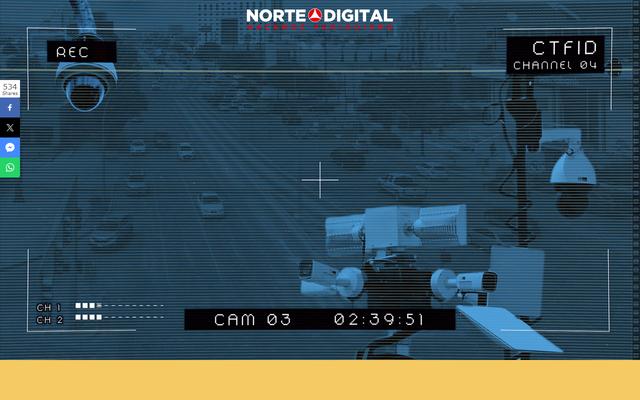 NORTE DIGITAL
REC
CTFID
CHANNEL 04
534
Shares
CH 1
CH 2
CAM 03 02:39:51